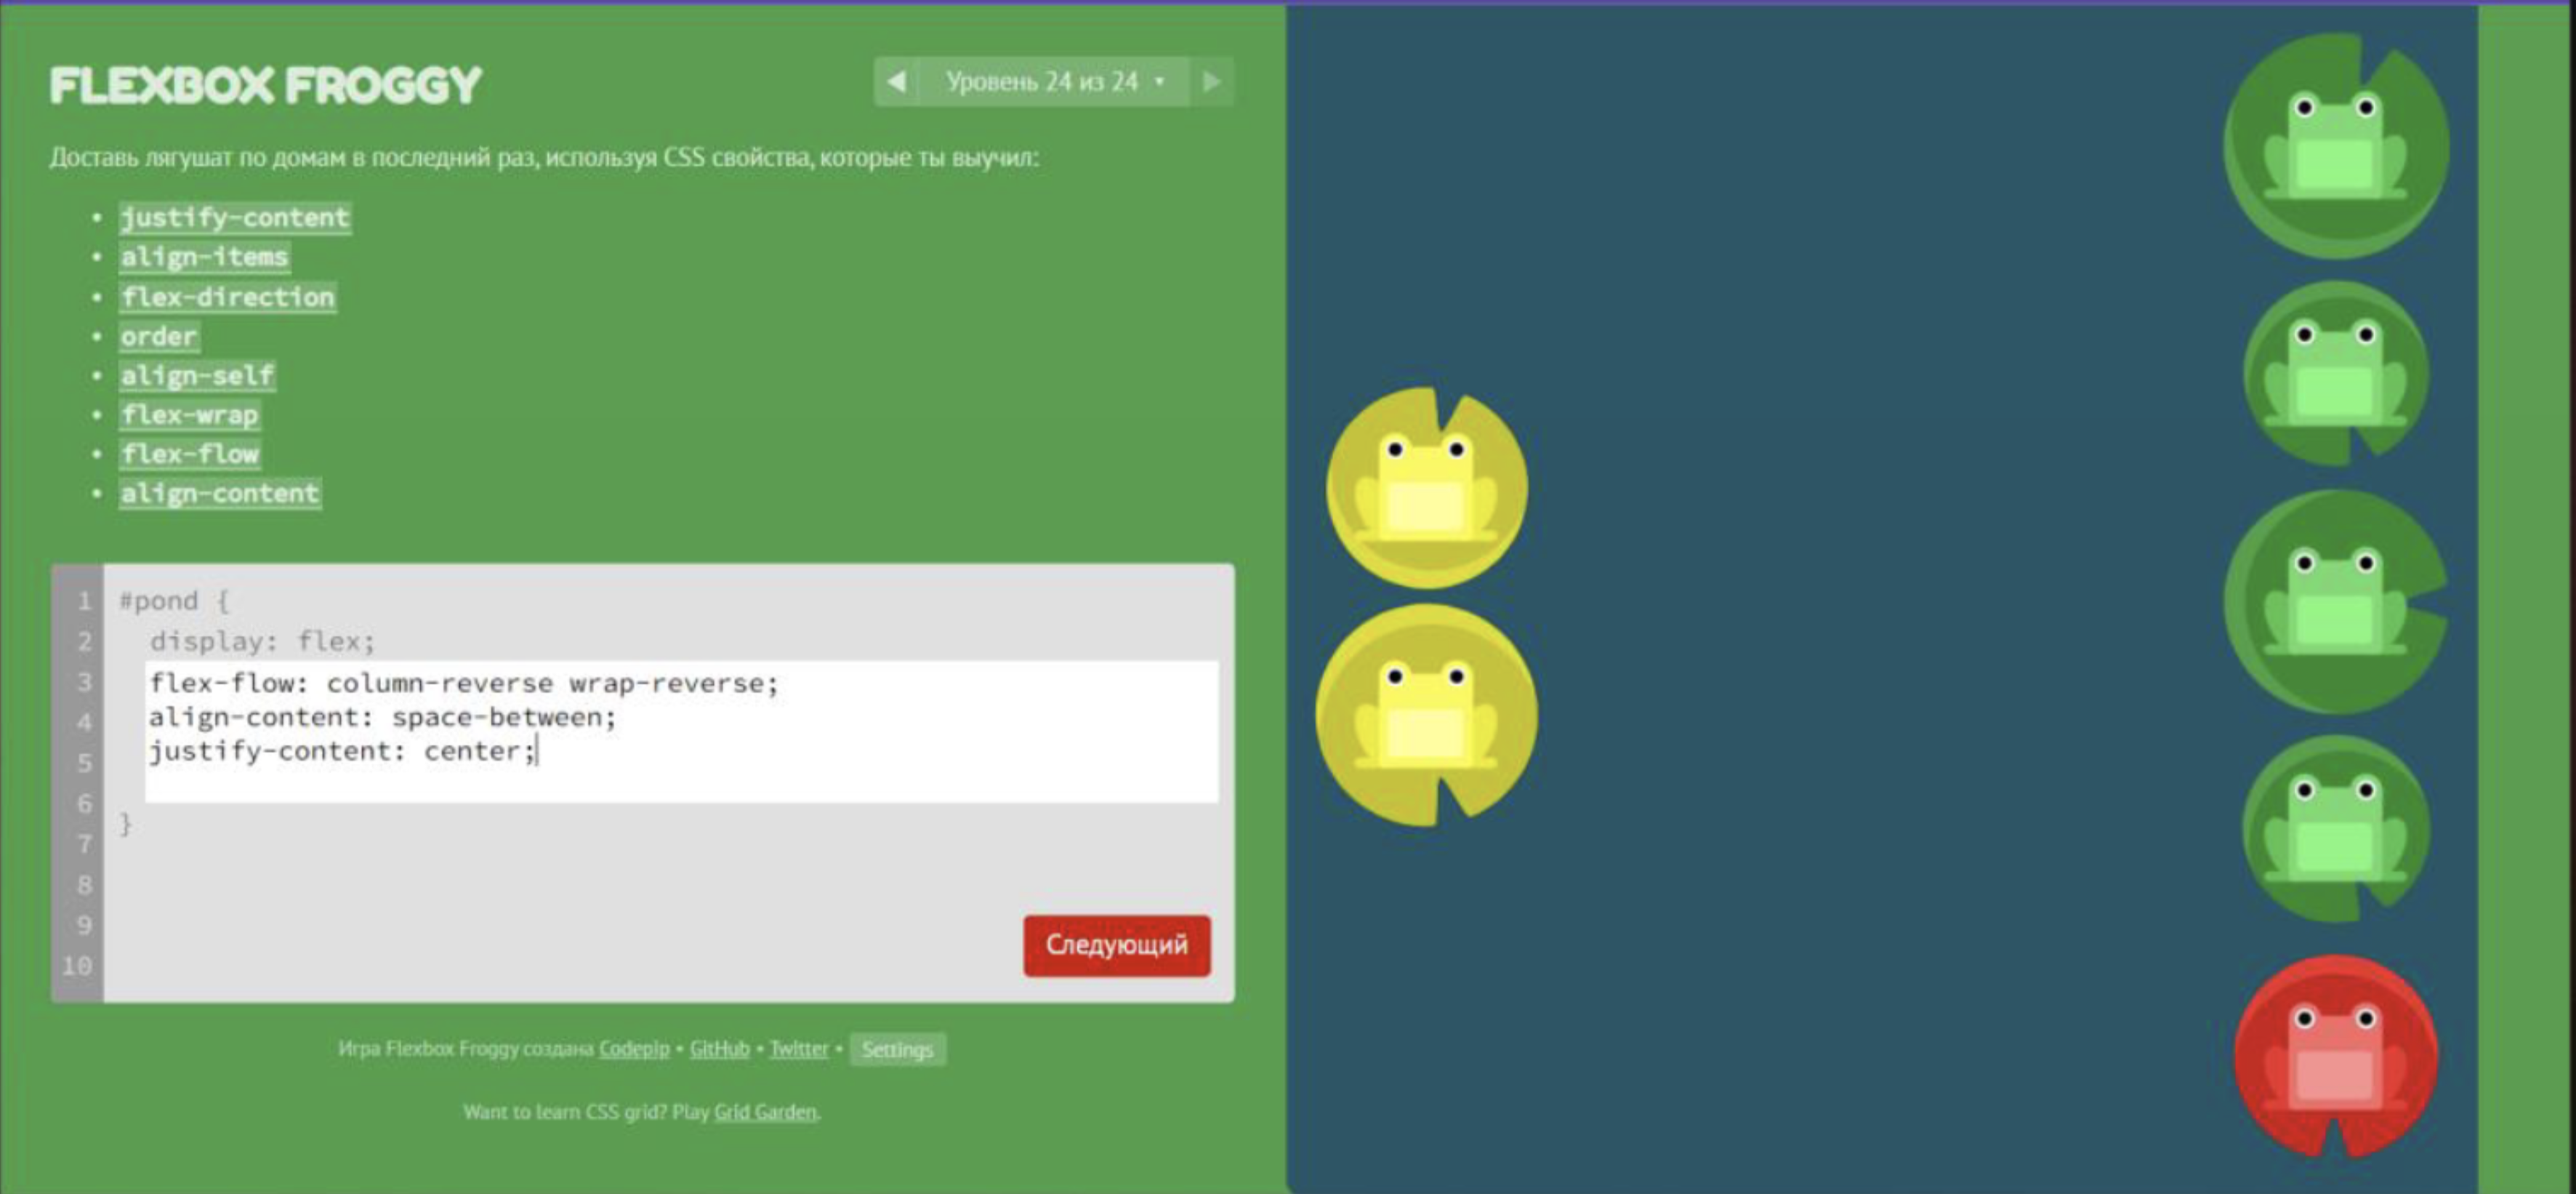 FLEXBOX FROGGY
◀ Уровень 24 из 24 ▾ ▶
Доставь лягушат по домам в последний раз, используя CSS свойства, которые ты выучил:
• justify-content
• align-items
• flex-direction
• order
• align-self
• flex-wrap
• flex-flow
• align-content
1 #pond {
2 display: flex;
3 flex-flow: column-reverse wrap-reverse;
4 align-content: space-between;
5 justify-content: center;
6
7 }
8
9
10
Следующий
Игра Flexbox Froggy создана Codepip • GitHub • Twitter • Settings
Want to learn CSS grid? Play Grid Garden.